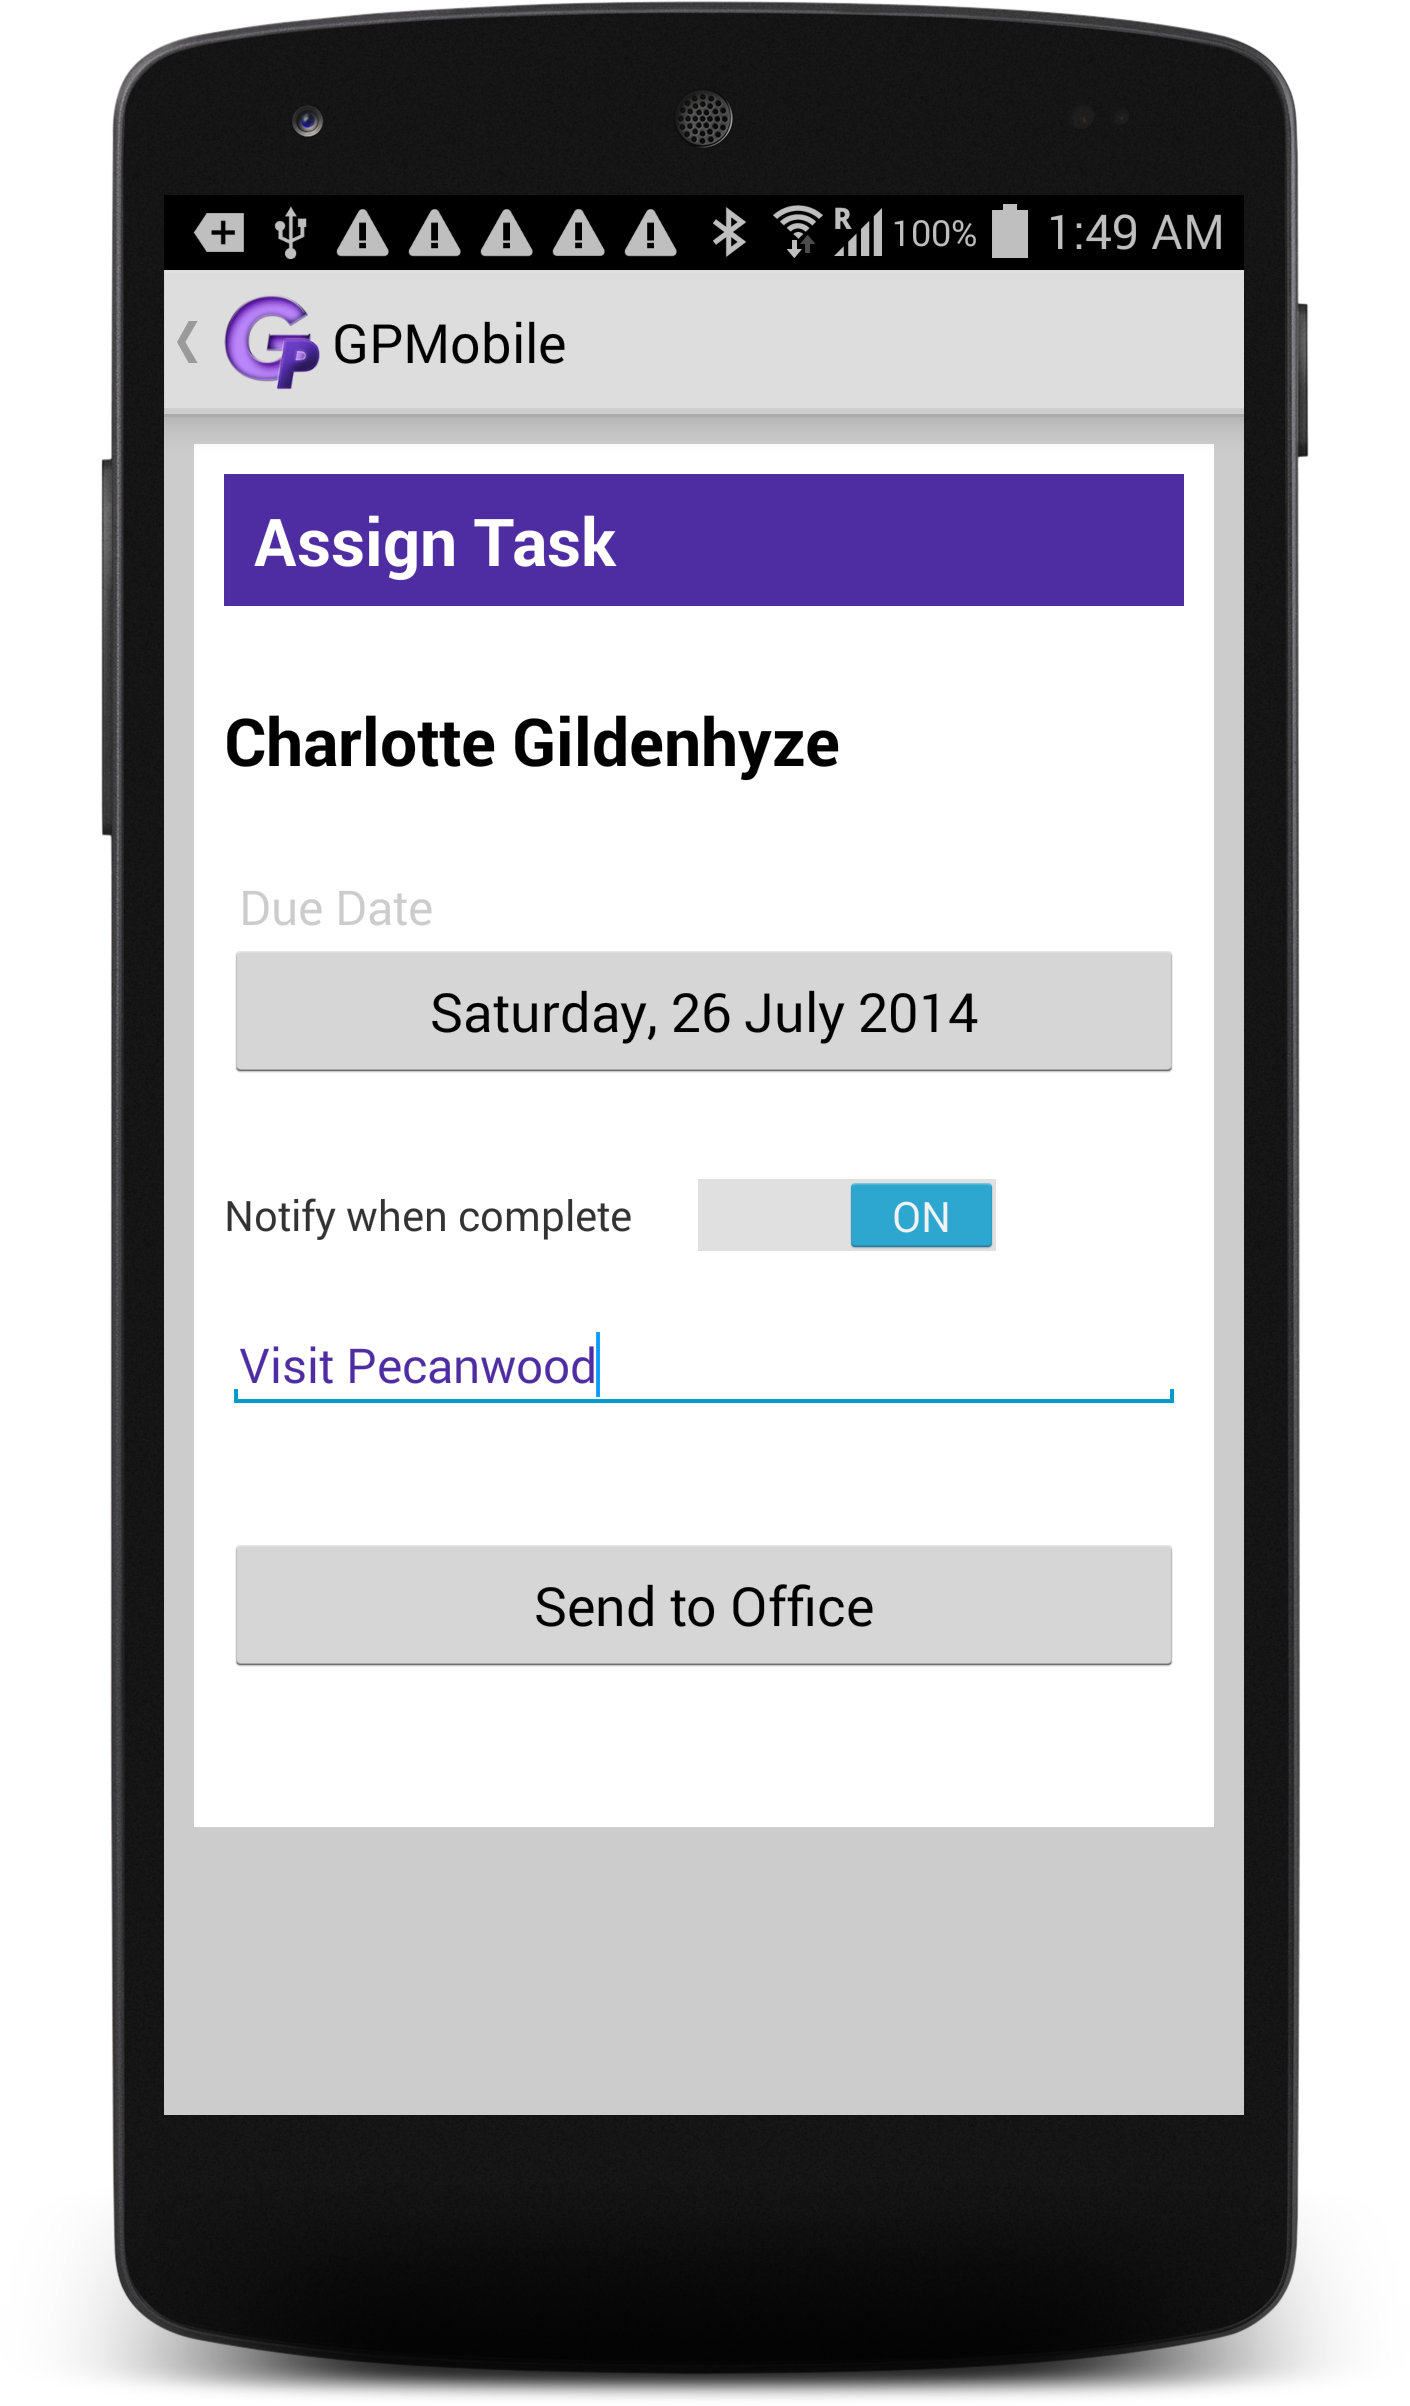 R 100% 1:49 AM
GP GPMobile
Assign Task
Charlotte Gildenhyze
Due Date
Saturday, 26 July 2014
Notify when complete ON
Visit Pecanwood
Send to Office